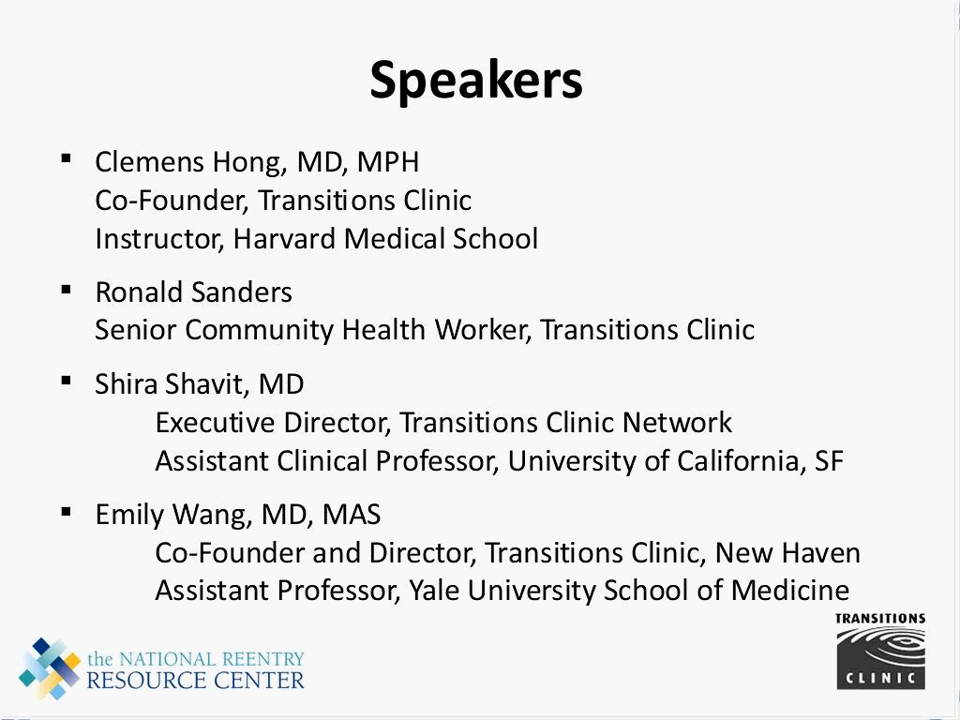 Speakers
▪ Clemens Hong, MD, MPH
Co-Founder, Transitions Clinic
Instructor, Harvard Medical School
▪ Ronald Sanders
Senior Community Health Worker, Transitions Clinic
▪ Shira Shavit, MD
Executive Director, Transitions Clinic Network
Assistant Clinical Professor, University of California, SF
▪ Emily Wang, MD, MAS
Co-Founder and Director, Transitions Clinic, New Haven
Assistant Professor, Yale University School of Medicine
the NATIONAL REENTRY
RESOURCE CENTER
TRANSITIONS
CLINIC